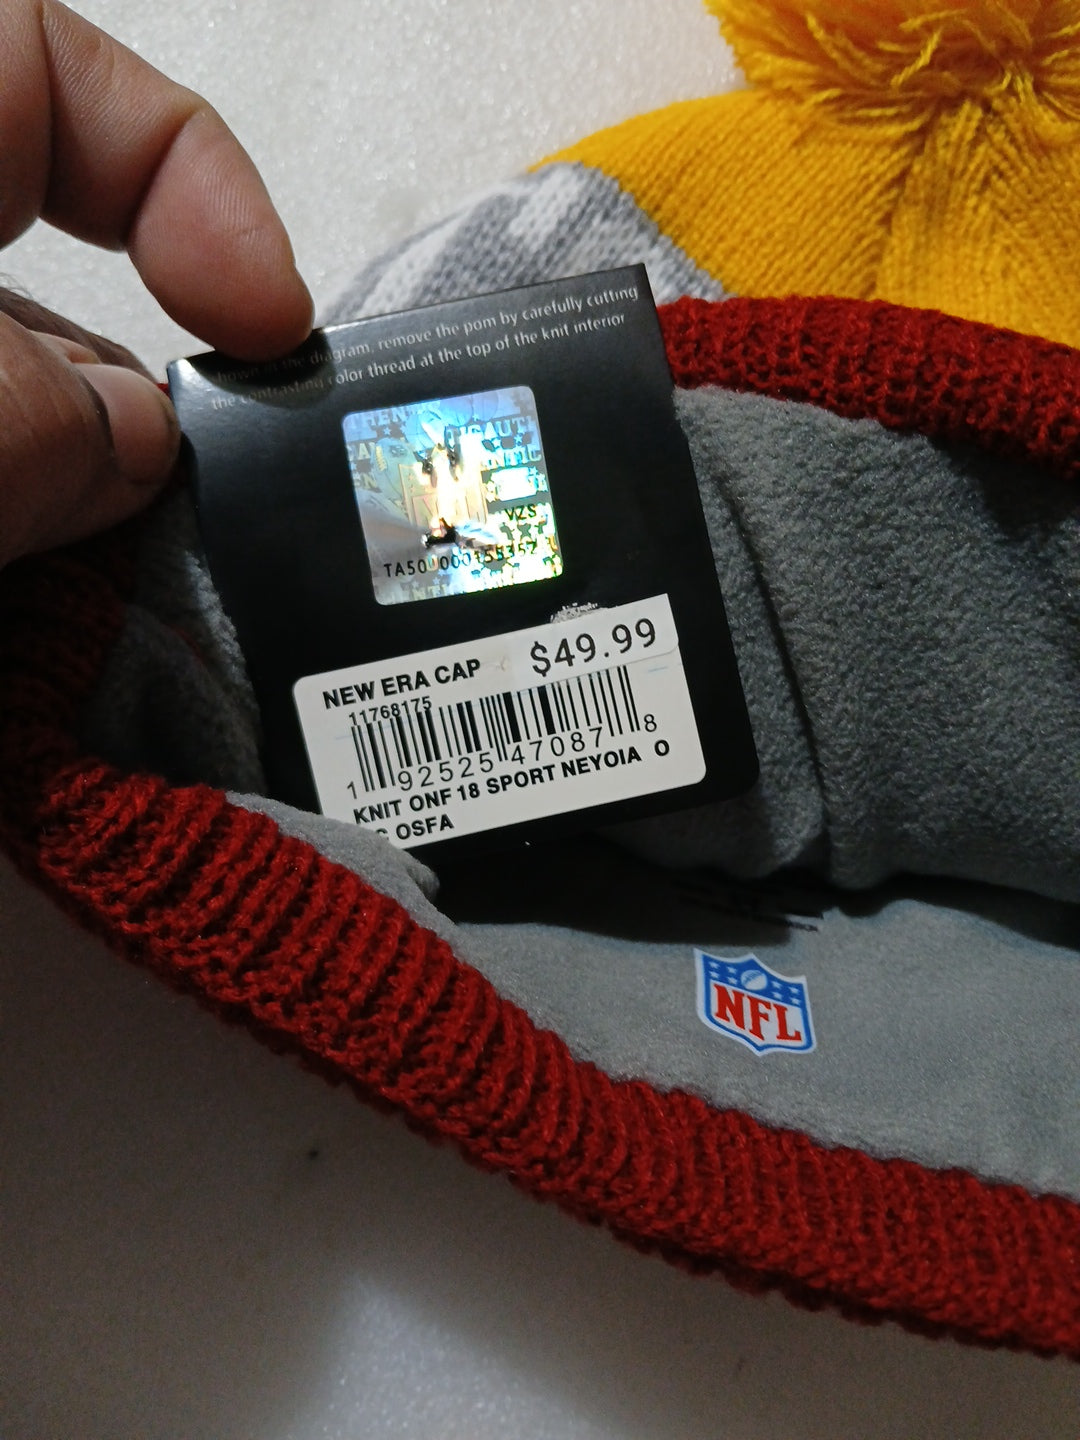 shown in the diagram, remove the pom by carefully cutting
the contrasting color thread at the top of the knit interior
VZS
NEW ERA CAP
$49.99
11768175
1 92525 47087 8
KNIT ONF 18 SPORT NEYOIA O
OSFA
NFL